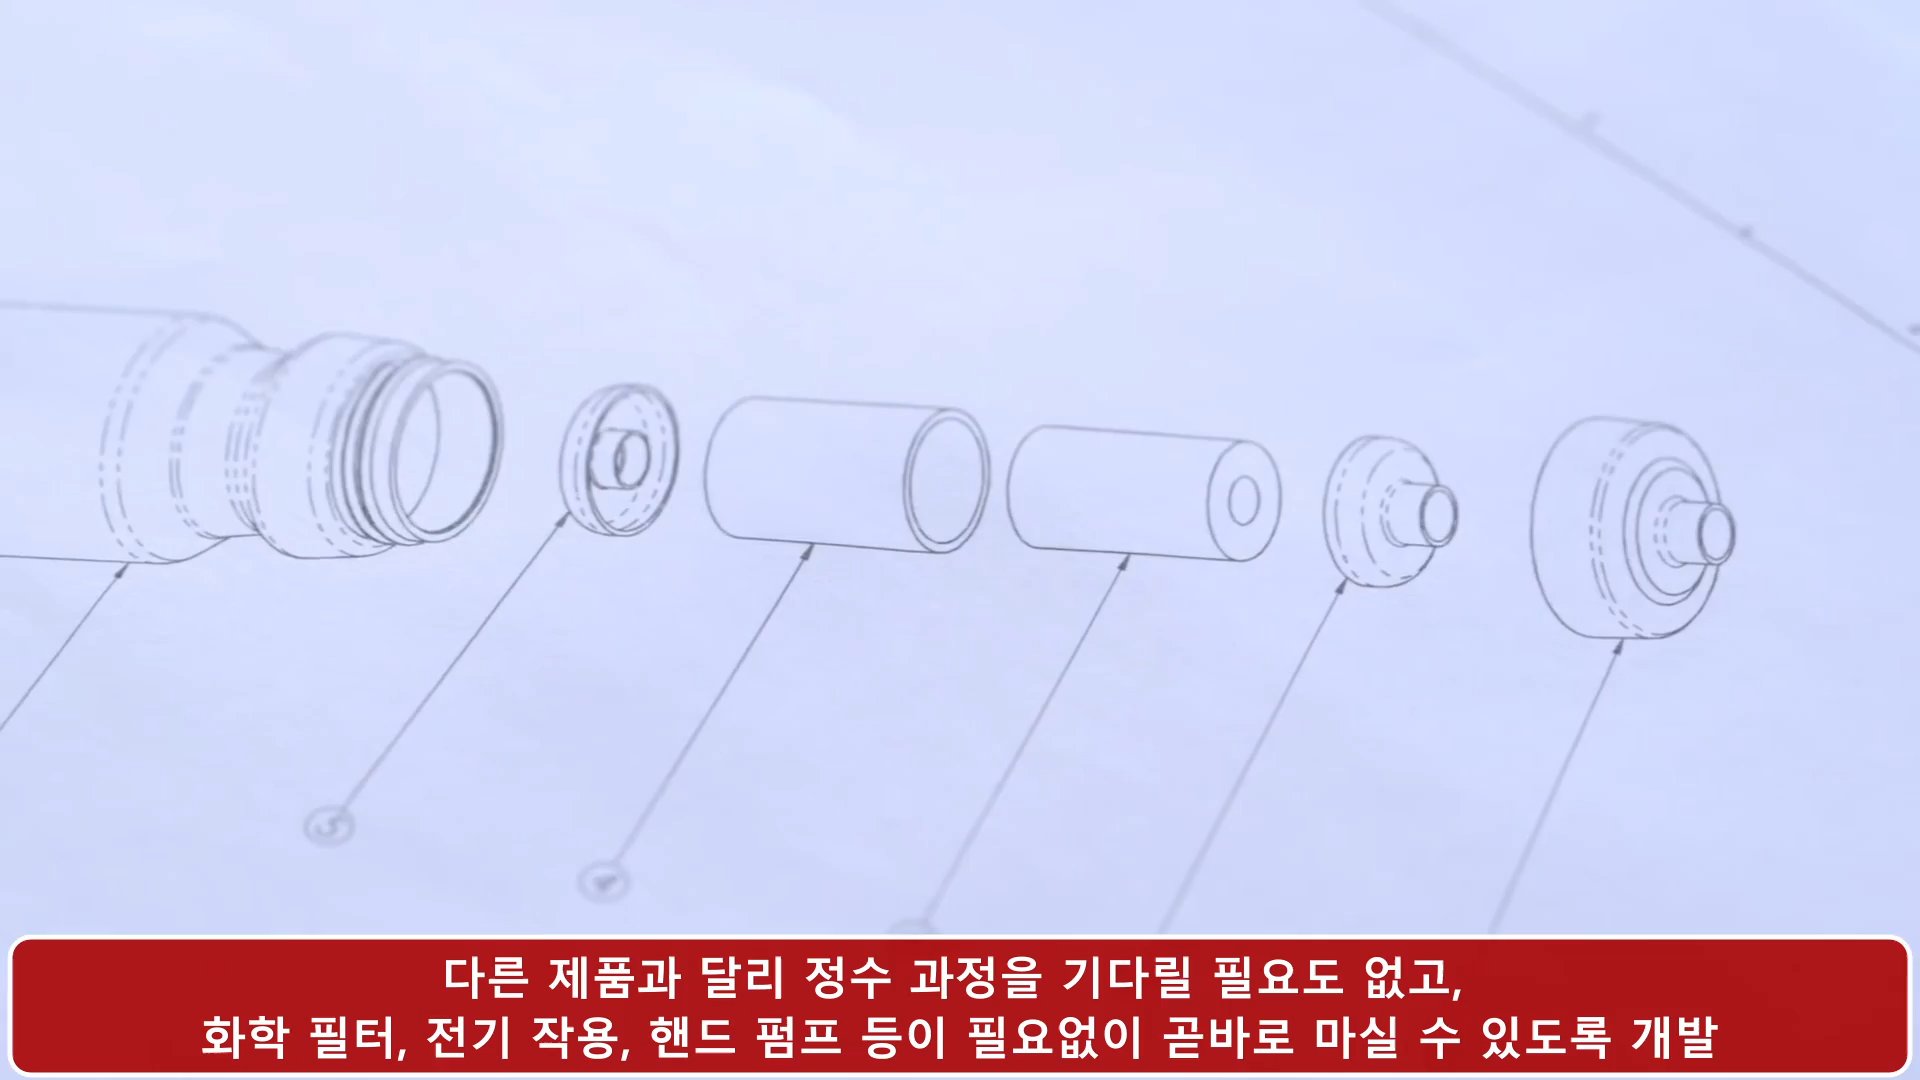 다른 제품과 달리 정수 과정을 기다릴 필요도 없고,
화학 필터, 전기 작용, 핸드 펌프 등이 필요없이 곧바로 마실 수 있도록 개발